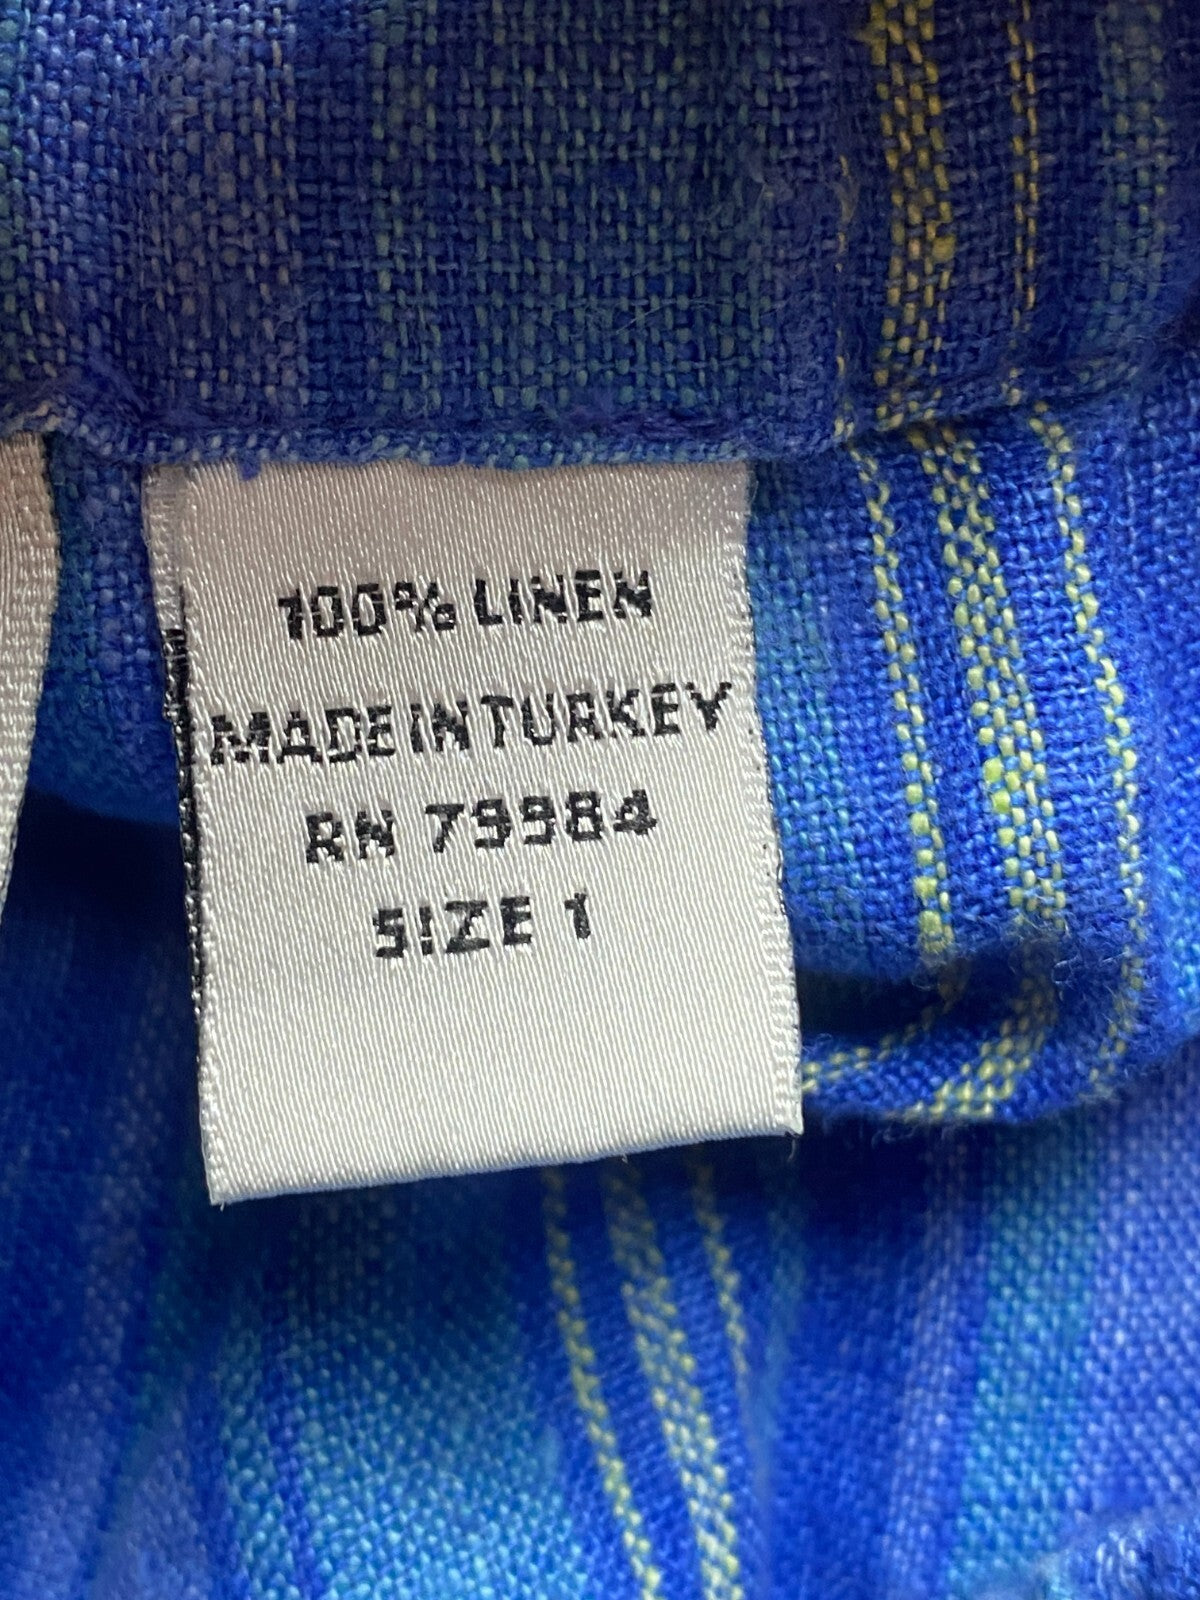 100% LINEN
MADE IN TURKEY
RN 79984
SIZE 1